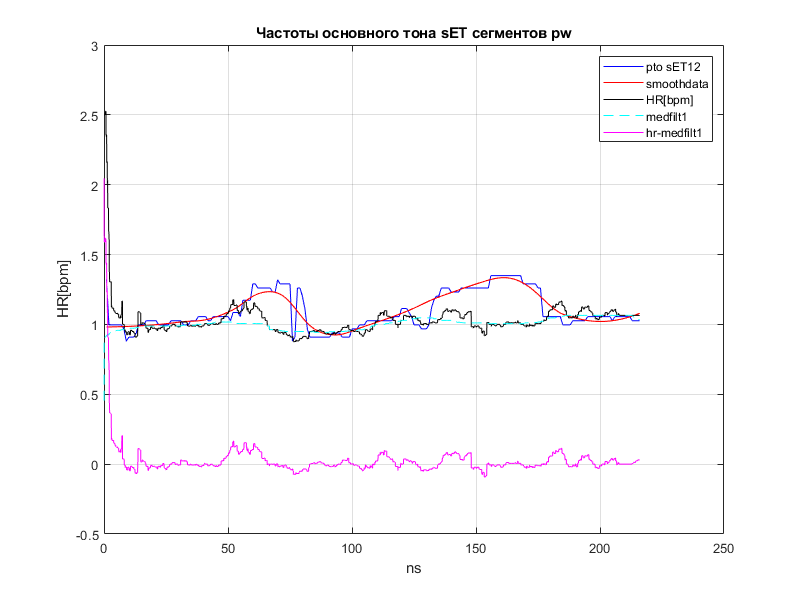 Частоты основного тона sET сегментов pw
3
2.5
2
1.5
1
0.5
0
-0.5
HR[bpm]
pto sET12
smoothdata
HR[bpm]
medfilt1
hr-medfilt1
0 50 100 150 200 250
ns